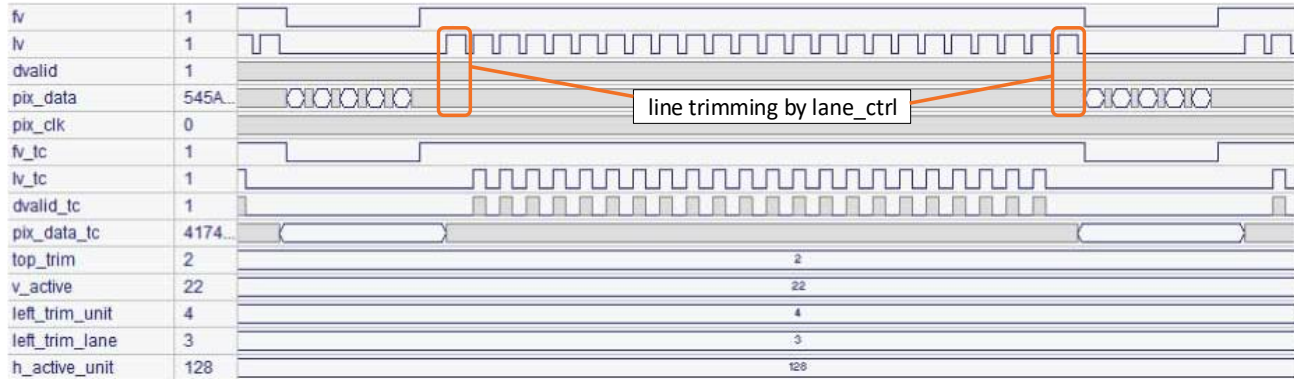 fv 1
lv 1
dvalid 1
pix_data 545A...
line trimming by lane_ctrl
pix_clk 0
fv_tc 1
lv_tc 1
dvalid_tc 1
pix_data_tc 4174...
top_trim 2 2
v_active 22 22
left_trim_unit 4 4
left_trim_lane 3 3
h_active_unit 128 128